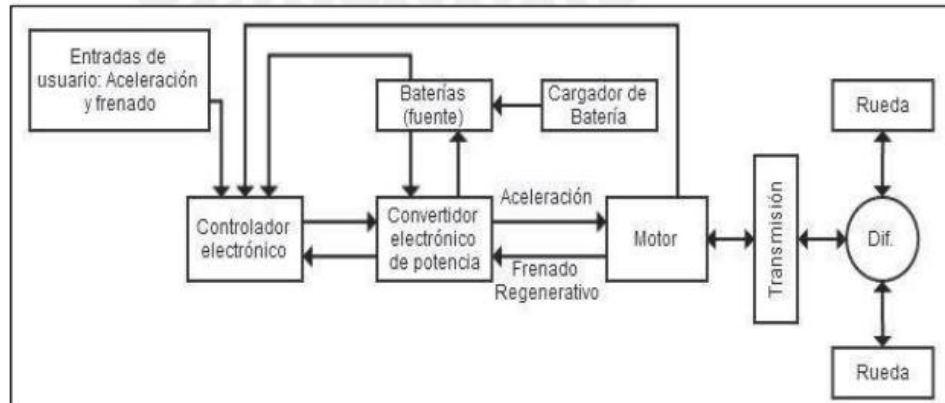 Entradas de
usuario: Aceleración
y frenado
Baterías
(fuente)
Cargador de
Batería
Rueda
Controlador
electrónico
Convertidor
electrónico
de potencia
Aceleración
Frenado
Regenerativo
Motor
Transmisión
Dif.
Rueda